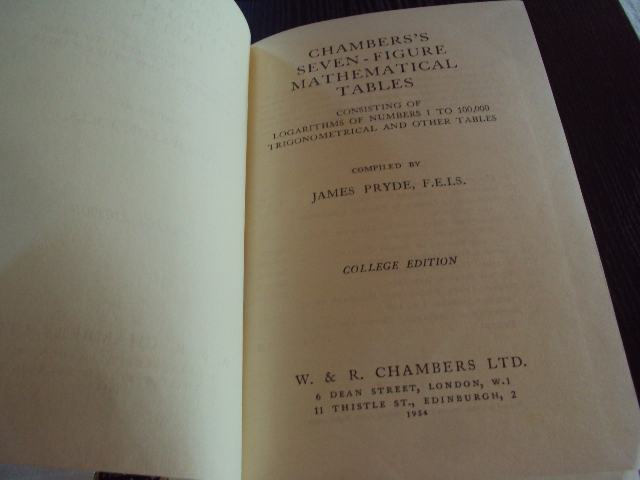 CHAMBERS'S
SEVEN-FIGURE
MATHEMATICAL
TABLES
CONSISTING OF
LOGARITHMS OF NUMBERS 1 TO 100,000
TRIGONOMETRICAL AND OTHER TABLES
COMPILED BY
JAMES PRYDE, F.E.I.S.
COLLEGE EDITION
W. & R. CHAMBERS LTD.
6 DEAN STREET, LONDON, W.1
11 THISTLE ST., EDINBURGH, 2
1954